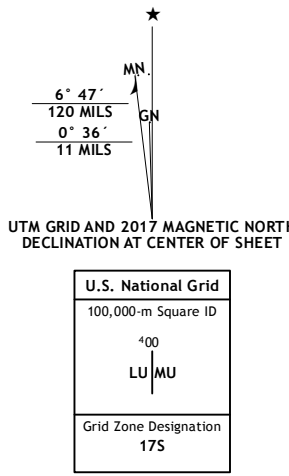 MN.
GN
6° 47´
120 MILS
0° 36´
11 MILS
UTM GRID AND 2017 MAGNETIC NORTH
DECLINATION AT CENTER OF SHEET
U.S. National Grid
100,000-m Square ID
⁴00
LU MU
Grid Zone Designation
17S